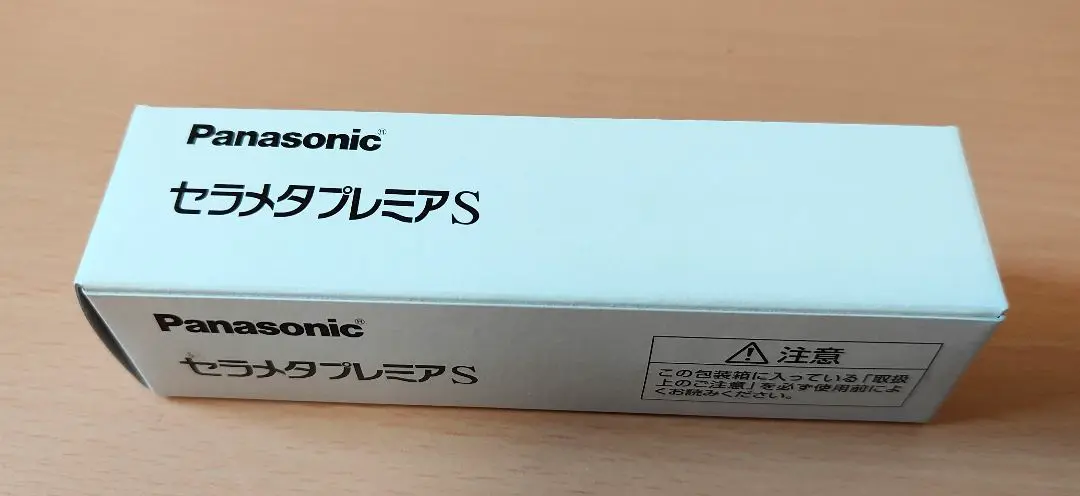 Panasonic®
セラメタプレミアS
Panasonic®
セラメタプレミアS
⚠ 注意
この包装箱に入っている「取扱
上のご注意」を必ず使用前によ
くお読みください。